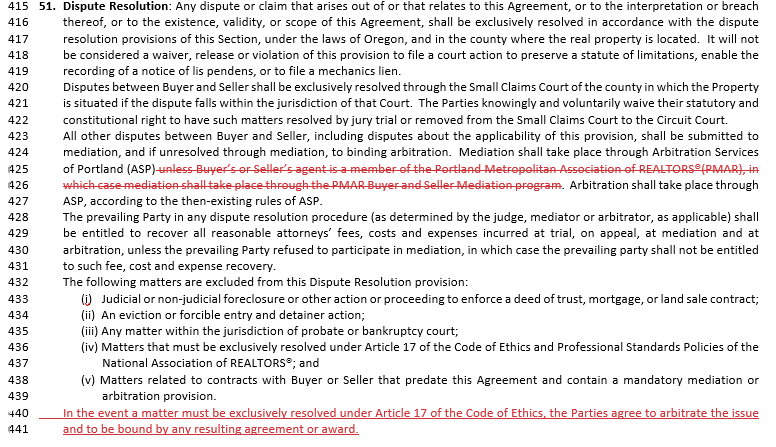 415 51. Dispute Resolution: Any dispute or claim that arises out of or that relates to this Agreement, or to the interpretation or breach
416 thereof, or to the existence, validity, or scope of this Agreement, shall be exclusively resolved in accordance with the dispute
417 resolution provisions of this Section, under the laws of Oregon, and in the county where the real property is located. It will not
418 be considered a waiver, release or violation of this provision to file a court action to preserve a statute of limitations, enable the
419 recording of a notice of lis pendens, or to file a mechanics lien.
420 Disputes between Buyer and Seller shall be exclusively resolved through the Small Claims Court of the county in which the Property
421 is situated if the dispute falls within the jurisdiction of that Court. The Parties knowingly and voluntarily waive their statutory and
422 constitutional right to have such matters resolved by jury trial or removed from the Small Claims Court to the Circuit Court.
423 All other disputes between Buyer and Seller, including disputes about the applicability of this provision, shall be submitted to
424 mediation, and if unresolved through mediation, to binding arbitration. Mediation shall take place through Arbitration Services
425 of Portland (ASP) unless Buyer's or Seller's agent is a member of the Portland Metropolitan Association of REALTORS®(PMAR), in
426 which case mediation shall take place through the PMAR Buyer and Seller Mediation program. Arbitration shall take place through
427 ASP, according to the then-existing rules of ASP.
428 The prevailing Party in any dispute resolution procedure (as determined by the judge, mediator or arbitrator, as applicable) shall
429 be entitled to recover all reasonable attorneys' fees, costs and expenses incurred at trial, on appeal, at mediation and at
430 arbitration, unless the prevailing Party refused to participate in mediation, in which case the prevailing party shall not be entitled
431 to such fee, cost and expense recovery.
432 The following matters are excluded from this Dispute Resolution provision:
433 (i) Judicial or non-judicial foreclosure or other action or proceeding to enforce a deed of trust, mortgage, or land sale contract;
434 (ii) An eviction or forcible entry and detainer action;
435 (iii) Any matter within the jurisdiction of probate or bankruptcy court;
436 (iv) Matters that must be exclusively resolved under Article 17 of the Code of Ethics and Professional Standards Policies of the
437 National Association of REALTORS®; and
438 (v) Matters related to contracts with Buyer or Seller that predate this Agreement and contain a mandatory mediation or
439 arbitration provision.
440 In the event a matter must be exclusively resolved under Article 17 of the Code of Ethics, the Parties agree to arbitrate the issue
441 and to be bound by any resulting agreement or award.